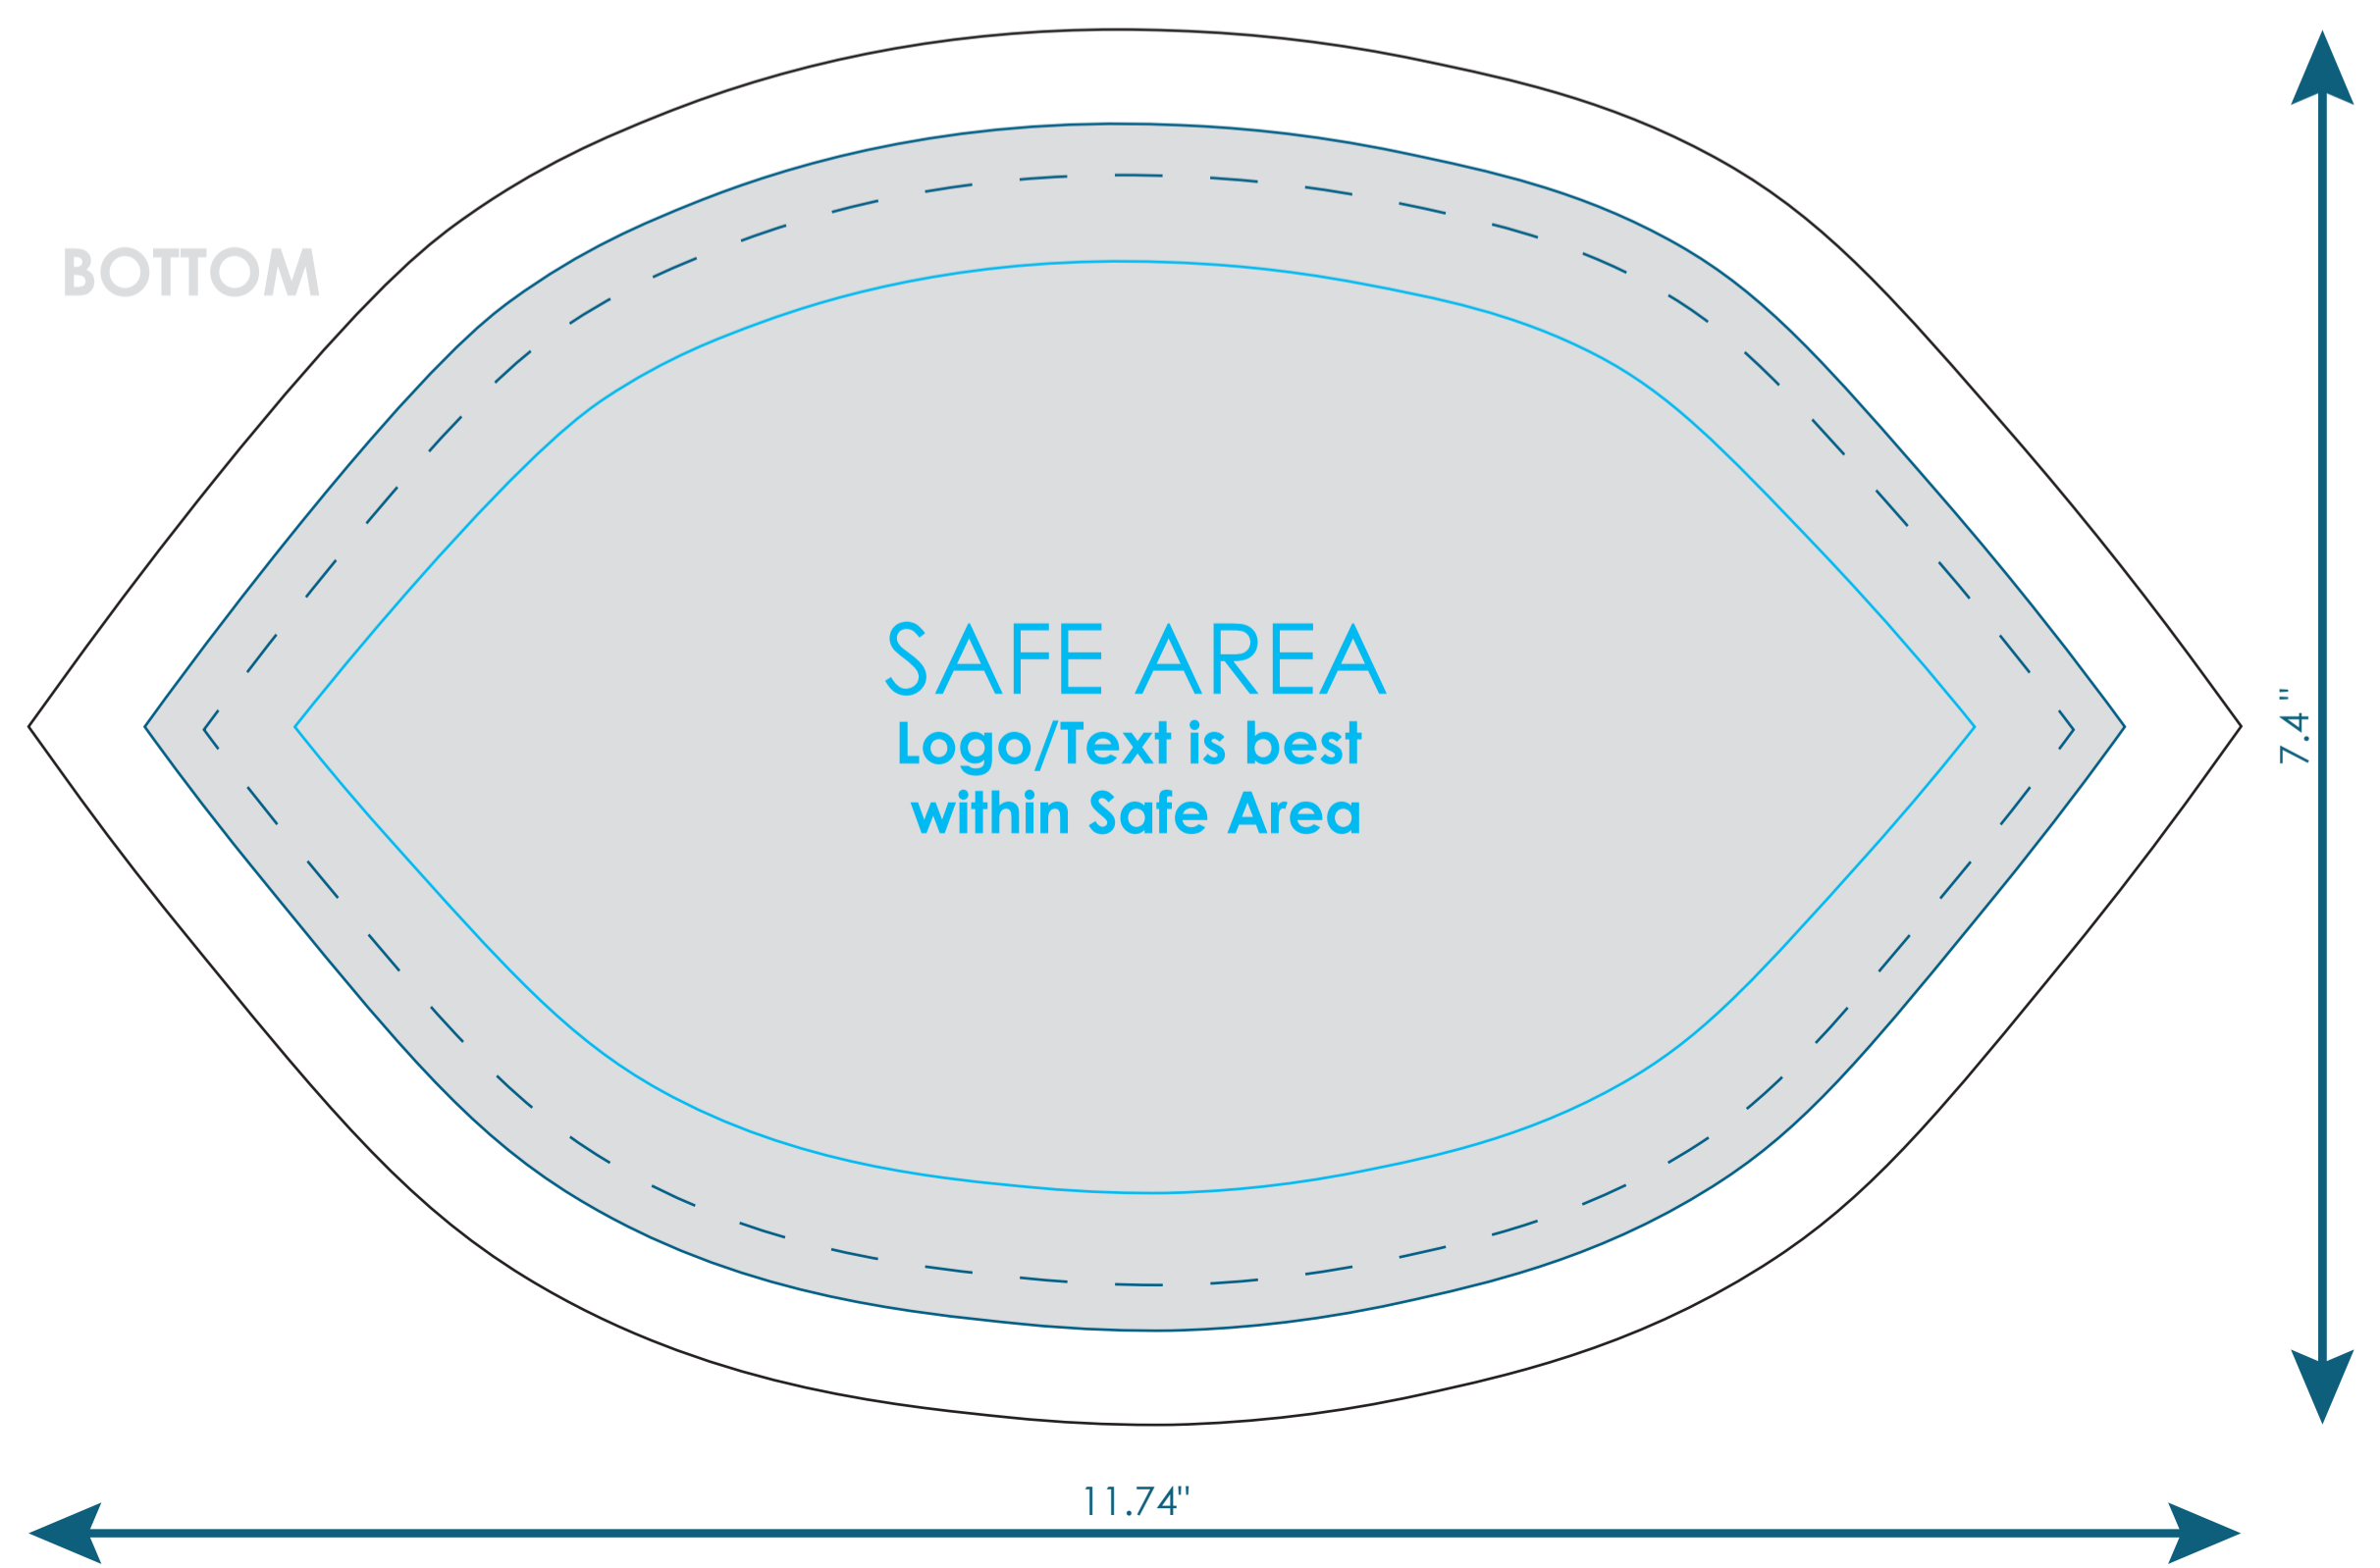 BOTTOM
SAFE AREA
Logo/Text is best
within Safe Area
7.4"
11.74"